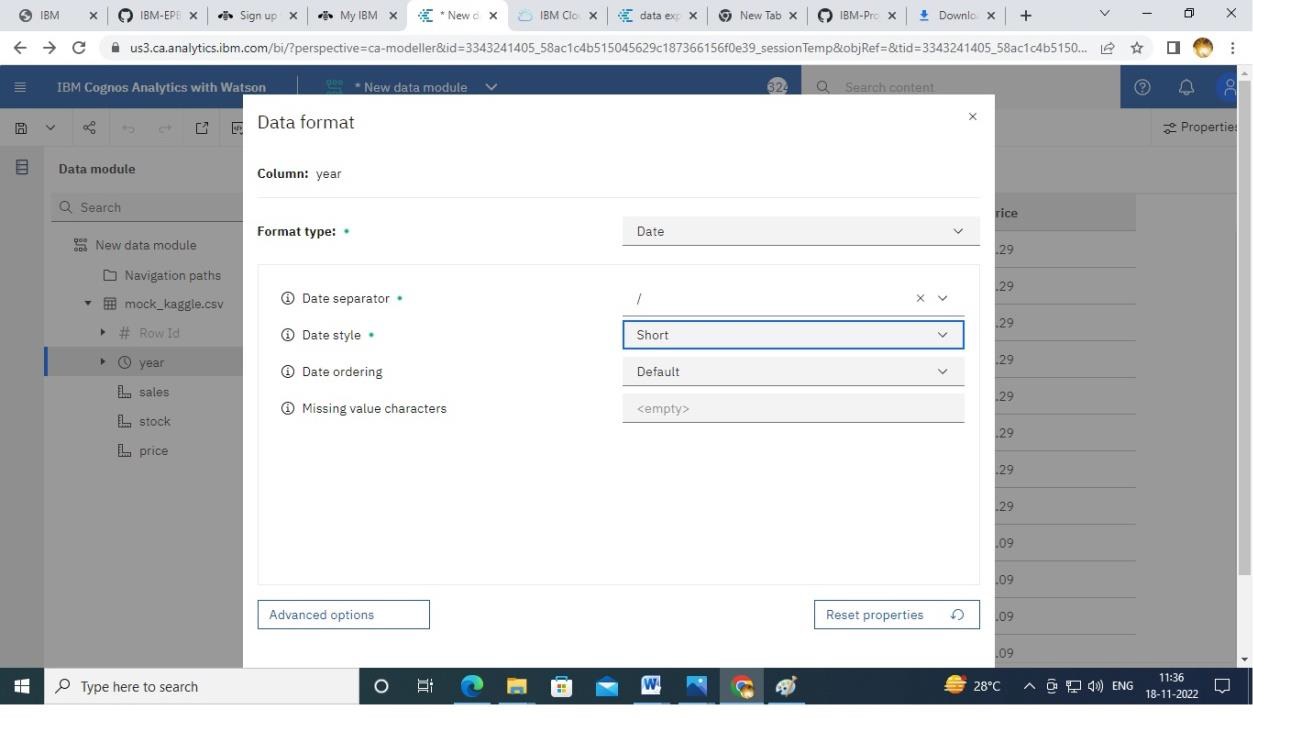 IBM
IBM-EPB
Sign up
My IBM
* New d
IBM Clou
data exp
New Tab
IBM-Pro
Downlo
us3.ca.analytics.ibm.com/bi/?perspective=ca-modeller&id=3343241405_58ac1c4b515045629c187366156f0e39_sessionTemp&objRef=&tid=3343241405_58ac1c4b5150...
IBM Cognos Analytics with Watson
* New data module
Search content
Data format
Properties
Data module
Column: year
Search
rice
Format type:
Date
New data module
.29
Navigation paths
.29
mock_kaggle.csv
Date separator
/
Row Id
.29
Date style
Short
year
.29
Date ordering
Default
sales
.29
Missing value characters
<empty>
stock
.29
price
.29
.29
.09
.09
Advanced options
Reset properties
.09
.09
Type here to search
28°C
ENG
11:36
18-11-2022